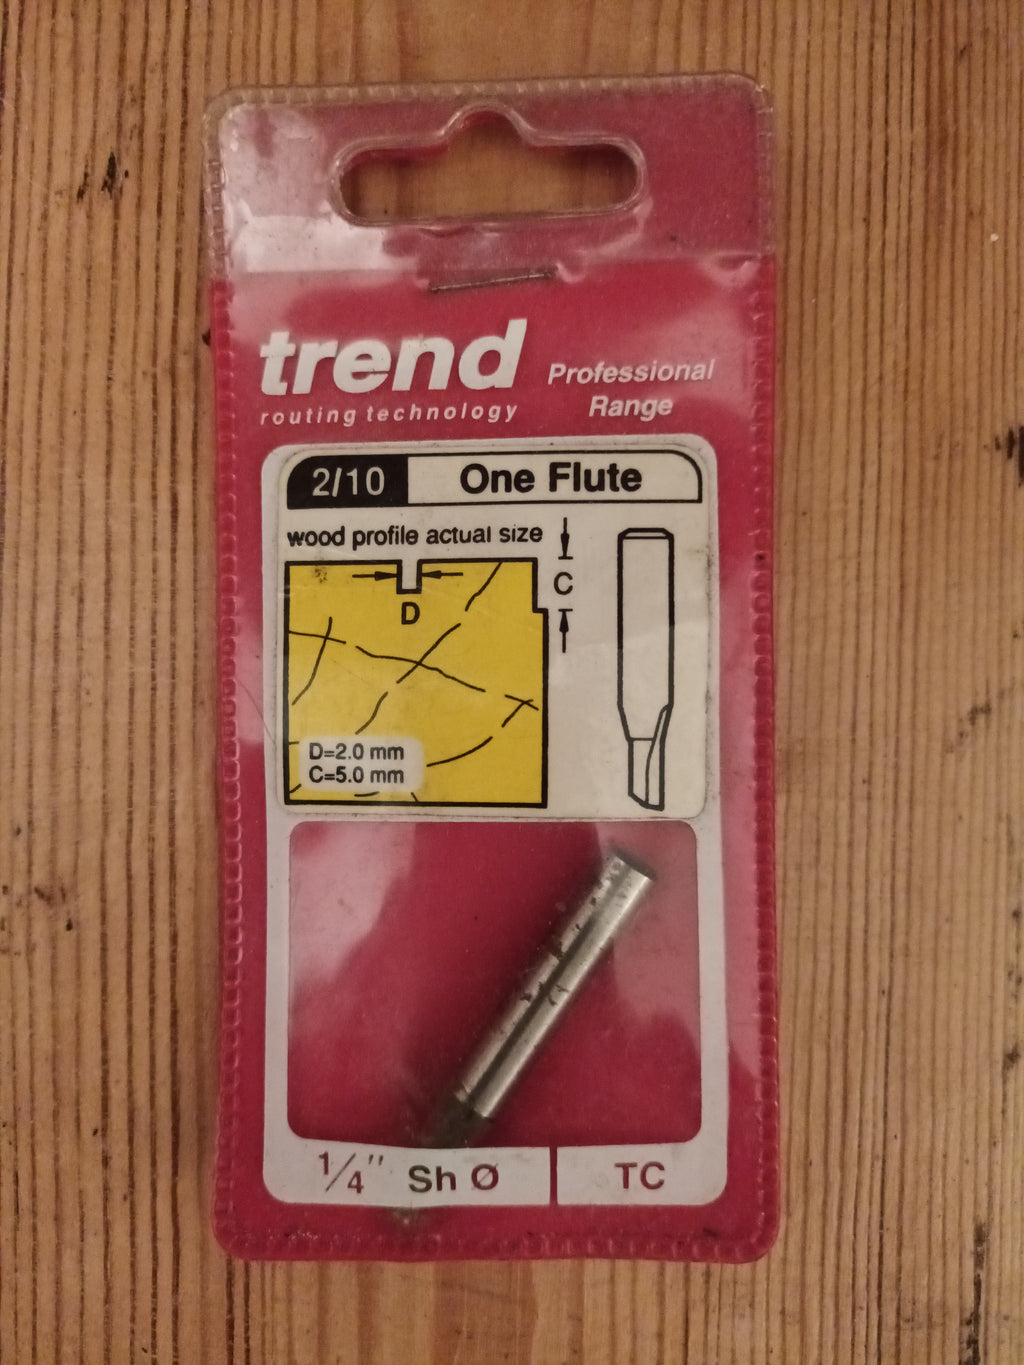 trend
routing technology
Professional
Range
2/10
One Flute
wood profile actual size
D
C
D=2.0 mm
C=5.0 mm
1/4" Sh Ø
TC